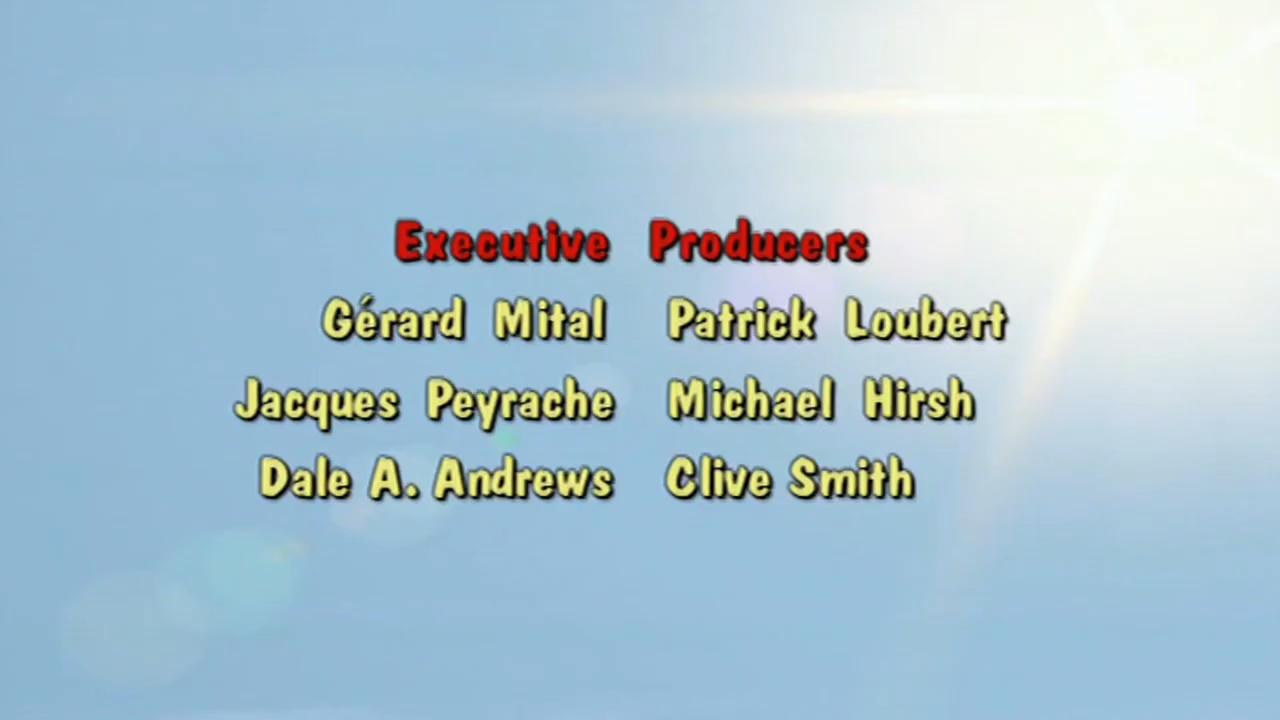 Executive Producers
Gérard Mital Patrick Loubert
Jacques Peyrache Michael Hirsh
Dale A. Andrews Clive Smith